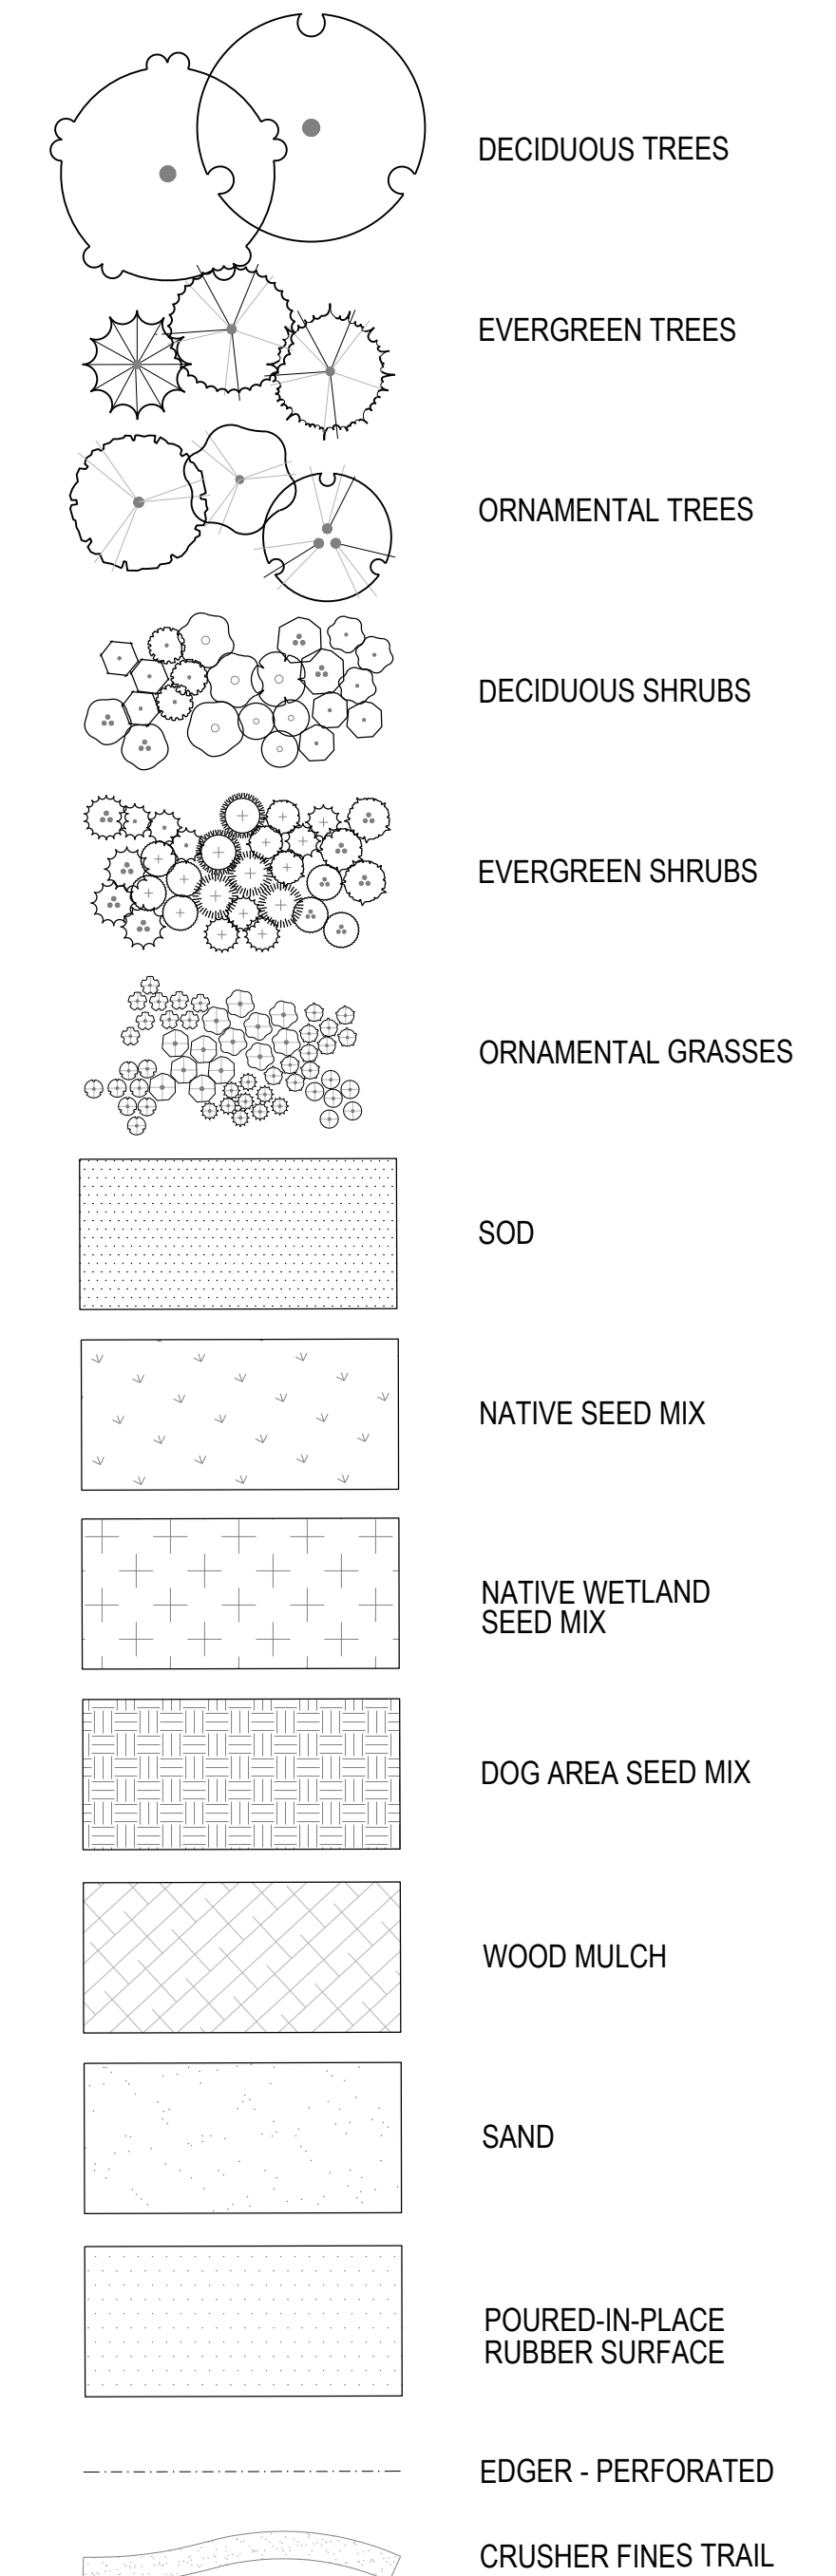 DECIDUOUS TREES
EVERGREEN TREES
ORNAMENTAL TREES
DECIDUOUS SHRUBS
EVERGREEN SHRUBS
ORNAMENTAL GRASSES
SOD
NATIVE SEED MIX
NATIVE WETLAND
SEED MIX
DOG AREA SEED MIX
WOOD MULCH
SAND
POURED-IN-PLACE
RUBBER SURFACE
EDGER - PERFORATED
CRUSHER FINES TRAIL